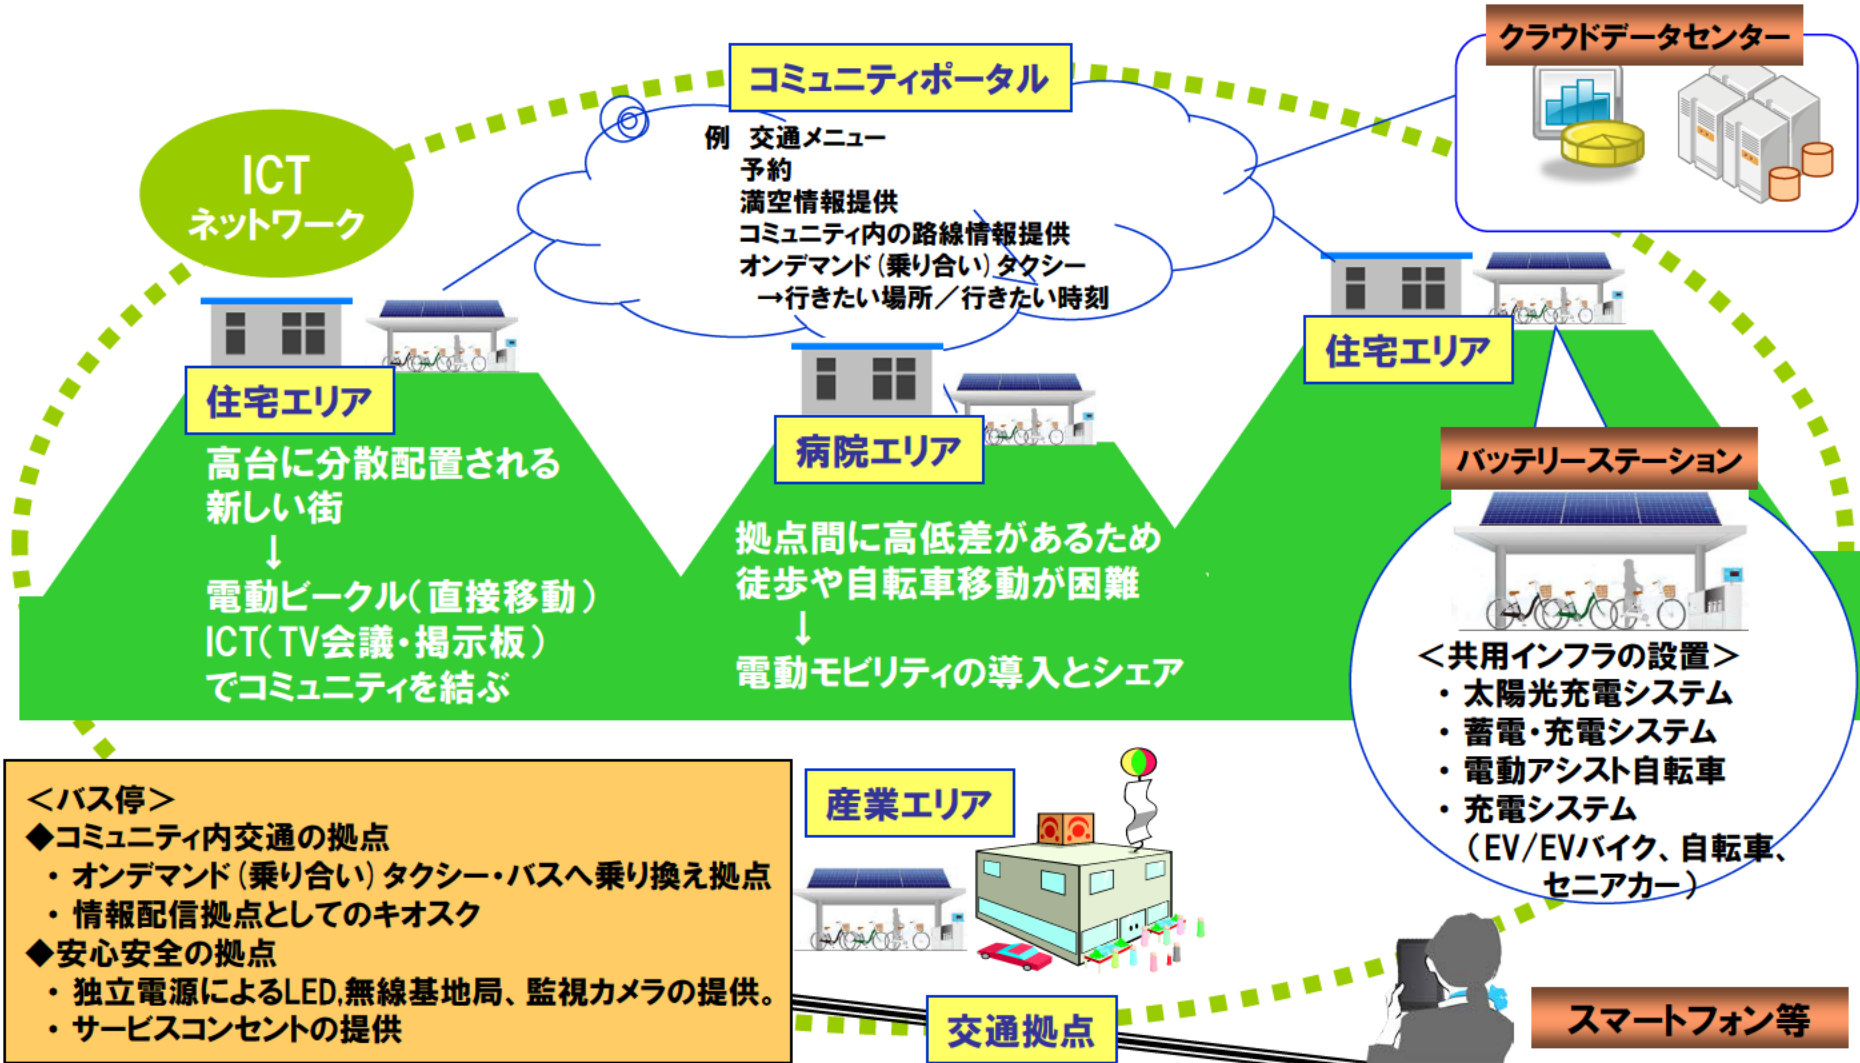 クラウドデータセンター
コミュニティポータル
例　交通メニュー
予約
満空情報提供
コミュニティ内の路線情報提供
オンデマンド（乗り合い）タクシー
→行きたい場所／行きたい時刻
ICT
ネットワーク
住宅エリア
高台に分散配置される
新しい街
↓
電動ビークル（直接移動）
ICT（TV会議・掲示板）
でコミュニティを結ぶ
病院エリア
拠点間に高低差があるため
徒歩や自転車移動が困難
↓
電動モビリティの導入とシェア
住宅エリア
バッテリーステーション
＜共用インフラの設置＞
・ 太陽光充電システム
・ 蓄電・充電システム
・ 電動アシスト自転車
・ 充電システム
（EV/EVバイク、自転車、
セニアカー）
＜バス停＞
◆コミュニティ内交通の拠点
・ オンデマンド（乗り合い）タクシー・バスへ乗り換え拠点
・ 情報配信拠点としてのキオスク
◆安心安全の拠点
・ 独立電源によるLED,無線基地局、監視カメラの提供。
・ サービスコンセントの提供
産業エリア
交通拠点
スマートフォン等